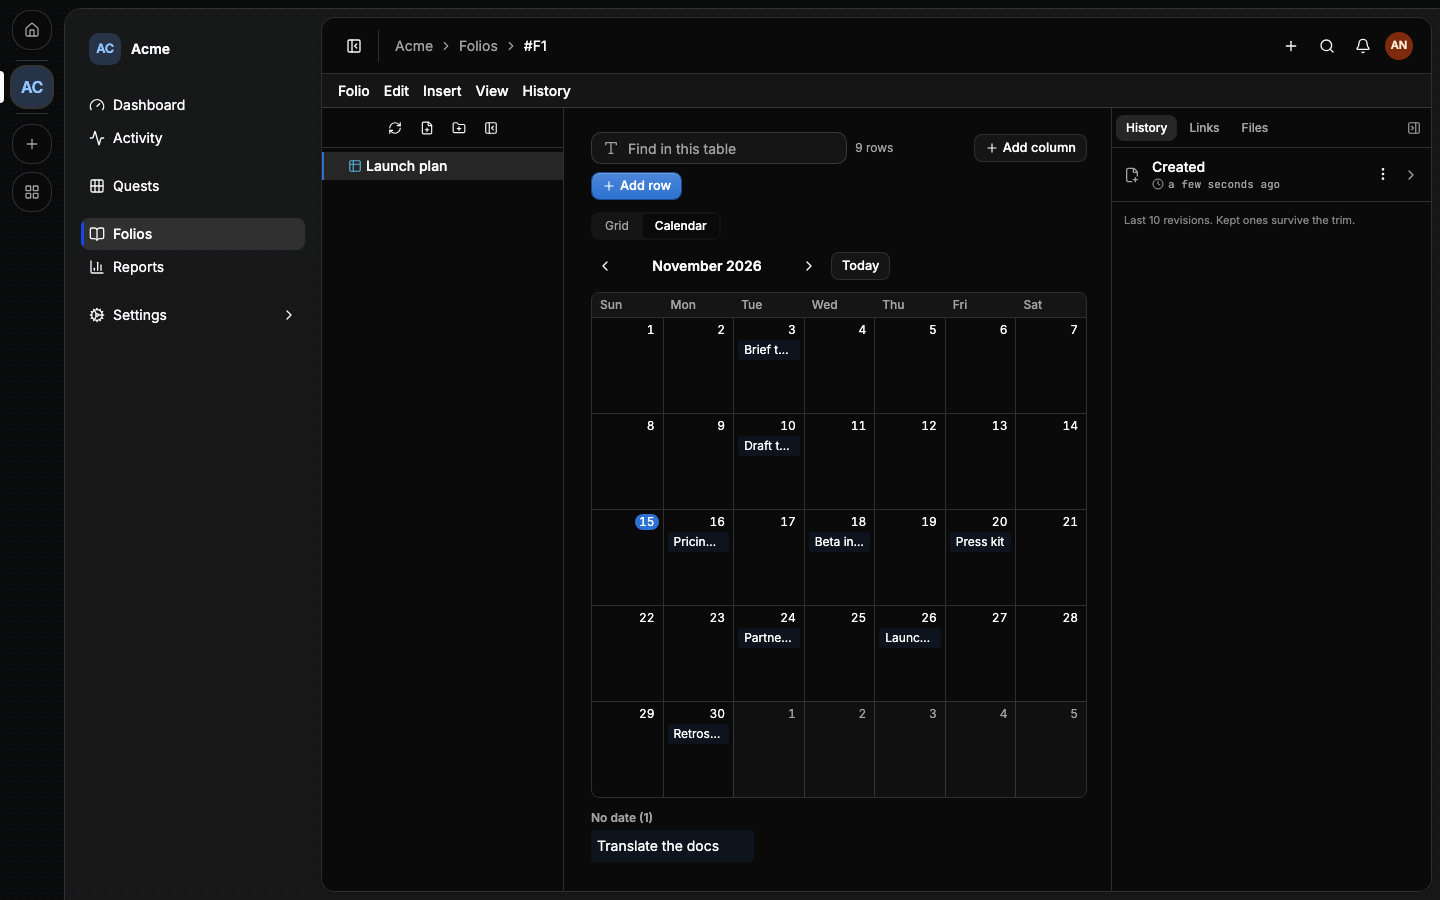 AC Acme
AC
Dashboard
Activity
Quests
Folios
Reports
Settings
Acme > Folios > #F1
AN
Folio Edit Insert View History
Launch plan
Find in this table
9 rows
Add column
Add row
Grid Calendar
November 2026
Today
Sun Mon Tue Wed Thu Fri Sat
1 2 3 4 5 6 7
Brief t...
8 9 10 11 12 13 14
Draft t...
15 16 17 18 19 20 21
Pricin... Beta in... Press kit
22 23 24 25 26 27 28
Partne... Launc...
29 30 1 2 3 4 5
Retros...
No date (1)
Translate the docs
History Links Files
Created
a few seconds ago
Last 10 revisions. Kept ones survive the trim.